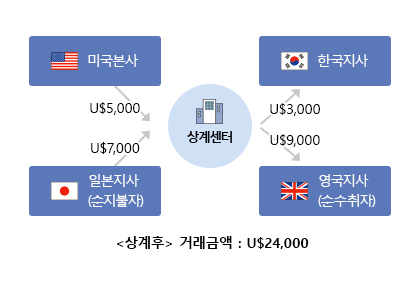 미국본사
한국지사
U$5,000
U$3,000
상계센터
U$7,000
U$9,000
일본지사
(순지불자)
영국지사
(순수취자)
<상계후> 거래금액 : U$24,000